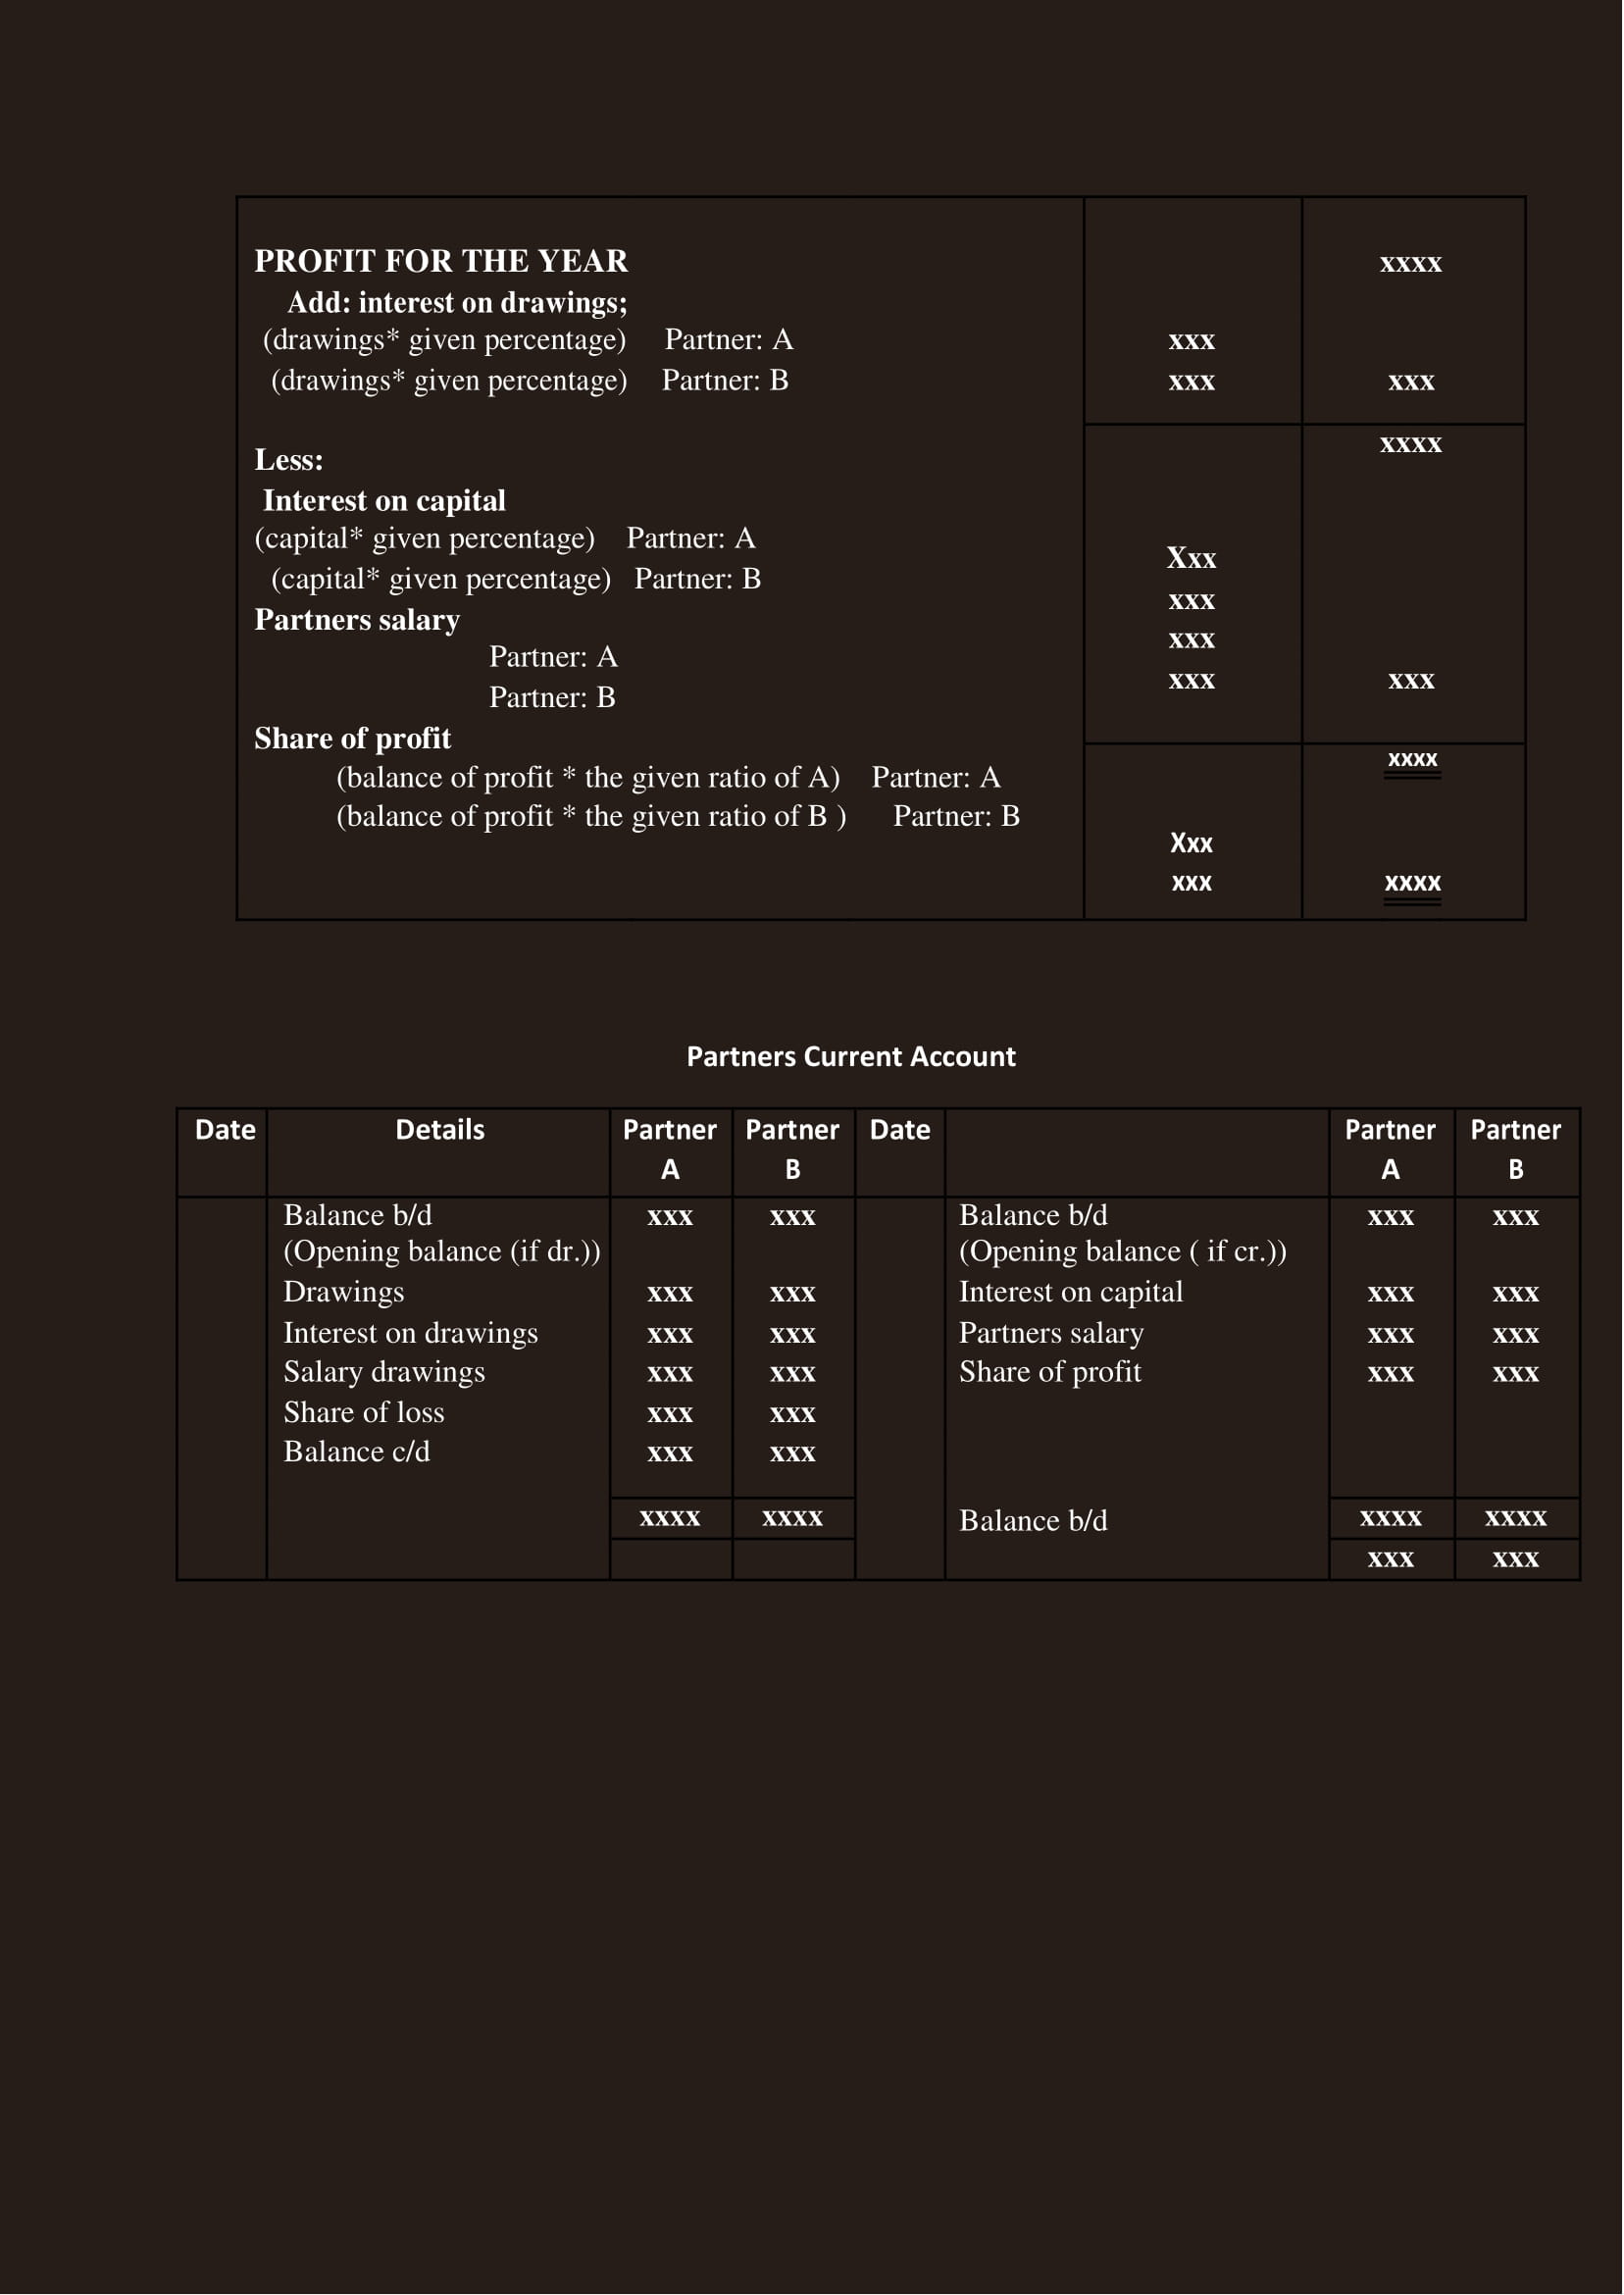 PROFIT FOR THE YEAR xxxx
Add: interest on drawings;
(drawings* given percentage) Partner: A xxx
(drawings* given percentage) Partner: B xxx xxx
xxxx
Less:
Interest on capital
(capital* given percentage) Partner: A Xxx
(capital* given percentage) Partner: B xxx
Partners salary
Partner: A xxx
Partner: B xxx xxx
Share of profit
xxxx
(balance of profit * the given ratio of A) Partner: A
(balance of profit * the given ratio of B ) Partner: B
Xxx
xxx xxxx
Partners Current Account
Date Details Partner A Partner B Date Partner A Partner B
Balance b/d xxx xxx Balance b/d xxx xxx
(Opening balance (if dr.)) (Opening balance ( if cr.))
Drawings xxx xxx Interest on capital xxx xxx
Interest on drawings xxx xxx Partners salary xxx xxx
Salary drawings xxx xxx Share of profit xxx xxx
Share of loss xxx xxx
Balance c/d xxx xxx
xxxx xxxx Balance b/d xxxx xxxx
xxx xxx